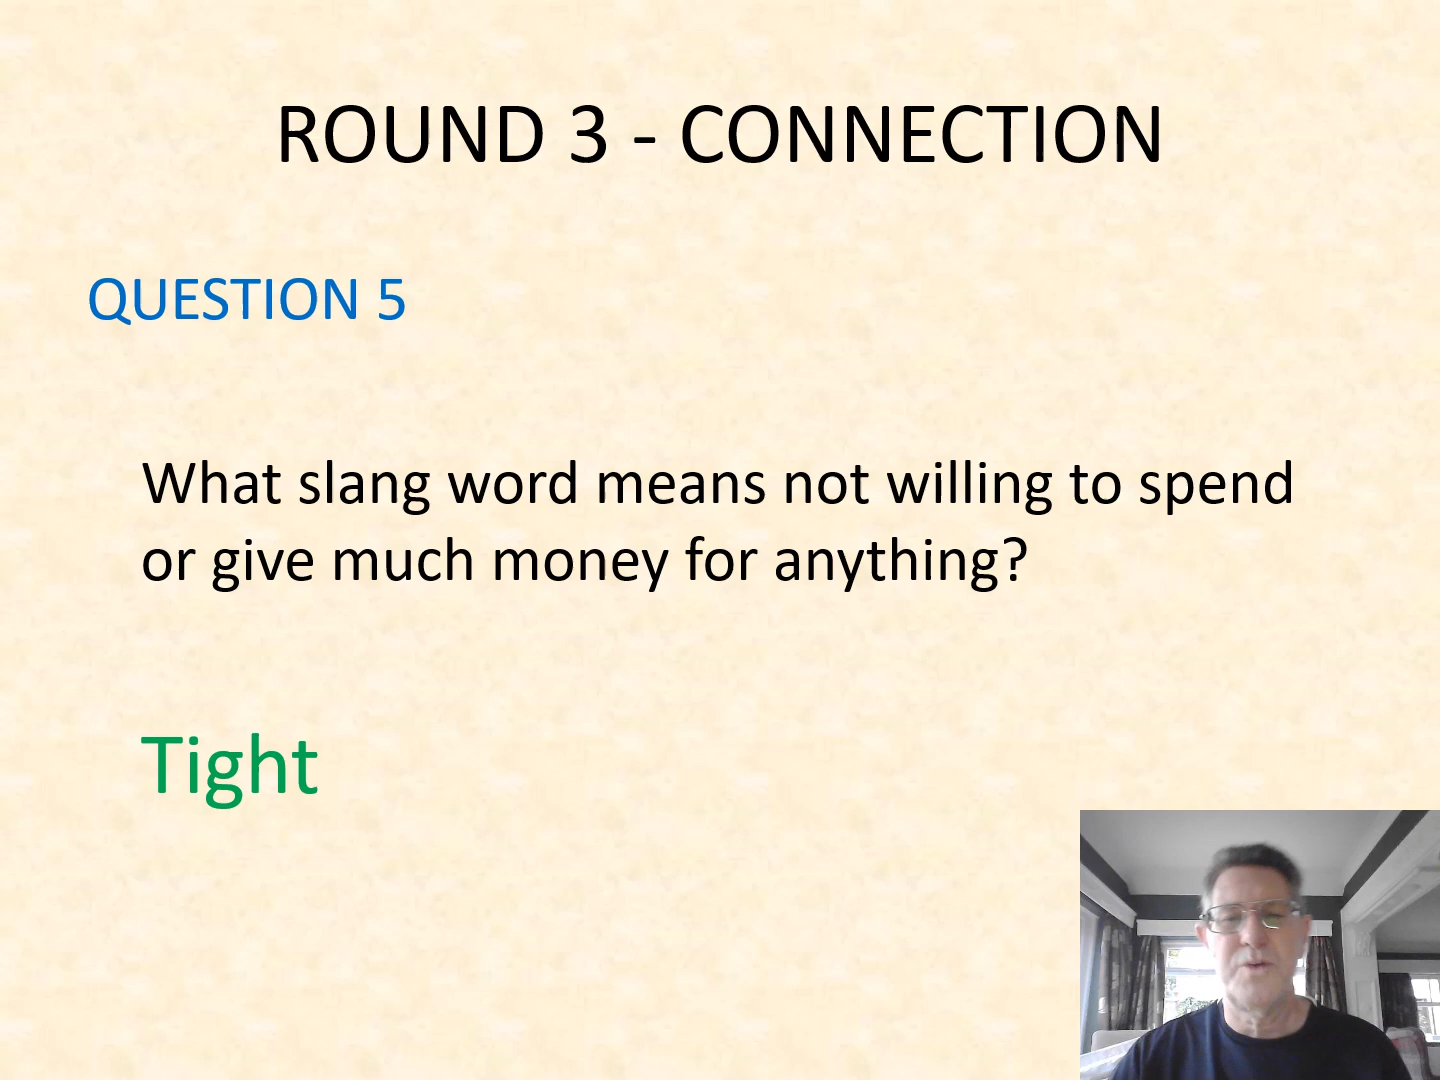 ROUND 3 - CONNECTION
QUESTION 5
What slang word means not willing to spend
or give much money for anything?
Tight